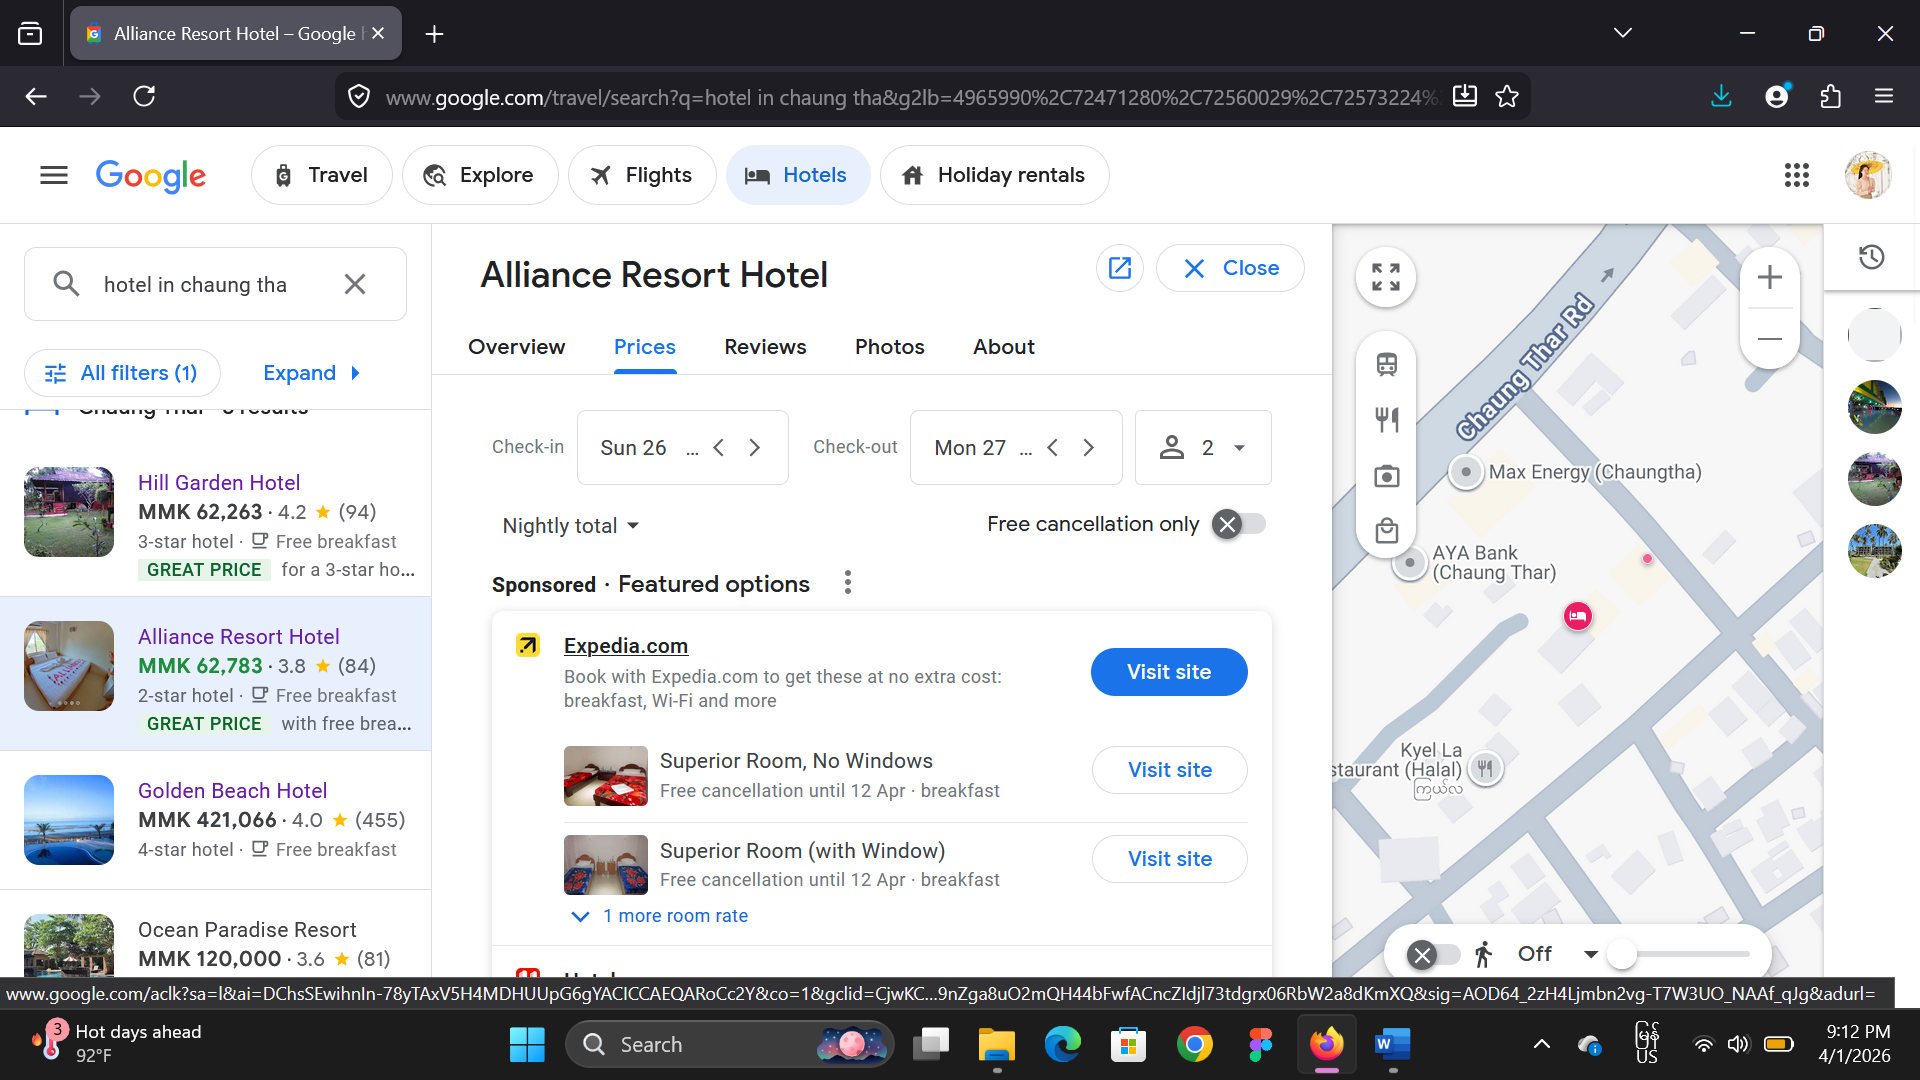 Alliance Resort Hotel – Google
www.google.com/travel/search?q=hotel in chaung tha&g2lb=4965990%2C72471280%2C72560029%2C72573224%
Google
Travel
Explore
Flights
Hotels
Holiday rentals
hotel in chaung tha
All filters (1)
Expand
Hill Garden Hotel
MMK 62,263 · 4.2 ★ (94)
3-star hotel · Free breakfast
GREAT PRICE for a 3-star ho...
Alliance Resort Hotel
MMK 62,783 · 3.8 ★ (84)
2-star hotel · Free breakfast
GREAT PRICE with free brea...
Golden Beach Hotel
MMK 421,066 · 4.0 ★ (455)
4-star hotel · Free breakfast
Ocean Paradise Resort
MMK 120,000 · 3.6 ★ (81)
Alliance Resort Hotel
Close
Overview
Prices
Reviews
Photos
About
Check-in
Sun 26 ...
Check-out
Mon 27 ...
2
Nightly total
Free cancellation only
Sponsored · Featured options
Expedia.com
Book with Expedia.com to get these at no extra cost:
breakfast, Wi-Fi and more
Visit site
Superior Room, No Windows
Free cancellation until 12 Apr · breakfast
Visit site
Superior Room (with Window)
Free cancellation until 12 Apr · breakfast
Visit site
1 more room rate
Chaung Thar Rd
Max Energy (Chaungtha)
AYA Bank
(Chaung Thar)
Kyel La
staurant (Halal)
ကြယ်လ
Off
www.google.com/aclk?sa=l&ai=DChsSEwihnIn-78yTAxV5H4MDHUUpG6gYACICCAEQARoCc2Y&co=1&gclid=CjwKC...9nZga8uO2mQH44bFwfACncZIdjl73tdgrx06RbW2a8dKmXQ&sig=AOD64_2zH4Ljmbn2vg-T7W3UO_NAAf_qJg&adurl=
3
Hot days ahead
92°F
Search
မြန်
US
9:12 PM
4/1/2026